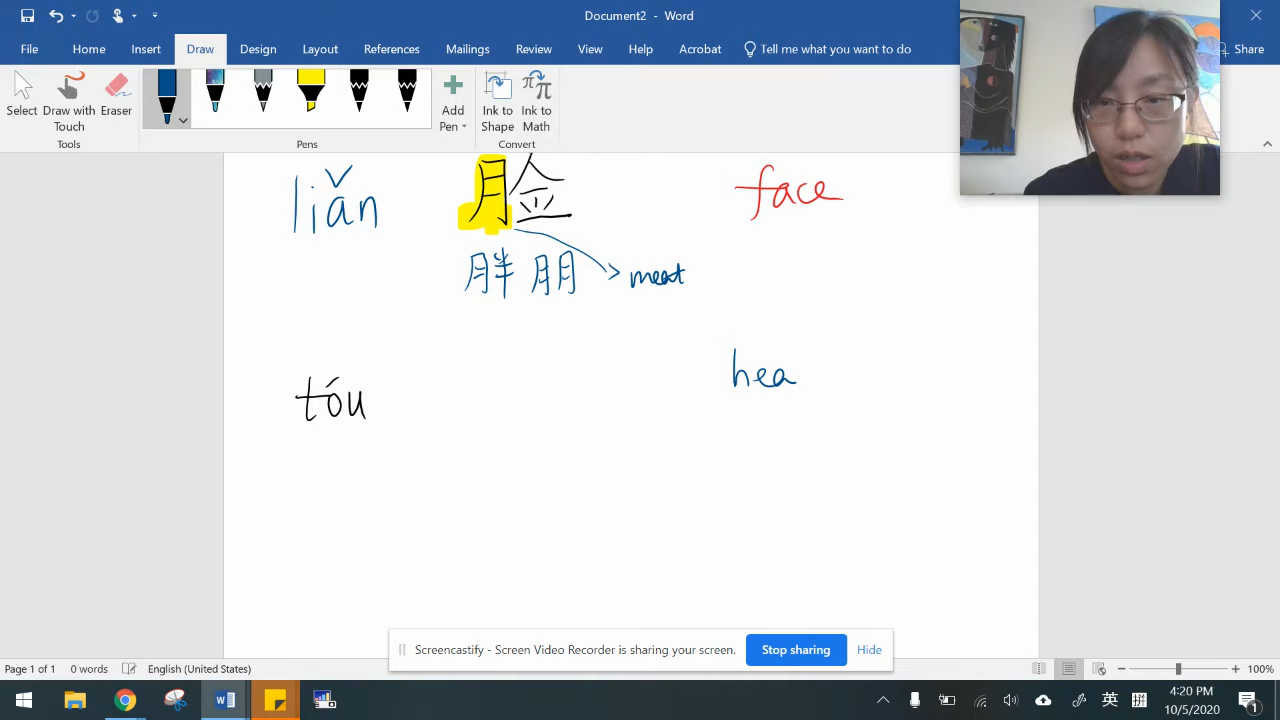 Document2 - Word
File Home Insert Draw Design Layout References Mailings Review View Help Acrobat Tell me what you want to do Share
Select Draw with Touch Eraser Add Pen Ink to Shape Ink to Math
Tools Pens Convert
liǎn 脸 face
胖 朋 meat
tóu hea
Screencastify - Screen Video Recorder is sharing your screen. Stop sharing Hide
Page 1 of 1 0 words English (United States) 100%
英 拼 4:20 PM
10/5/2020 1